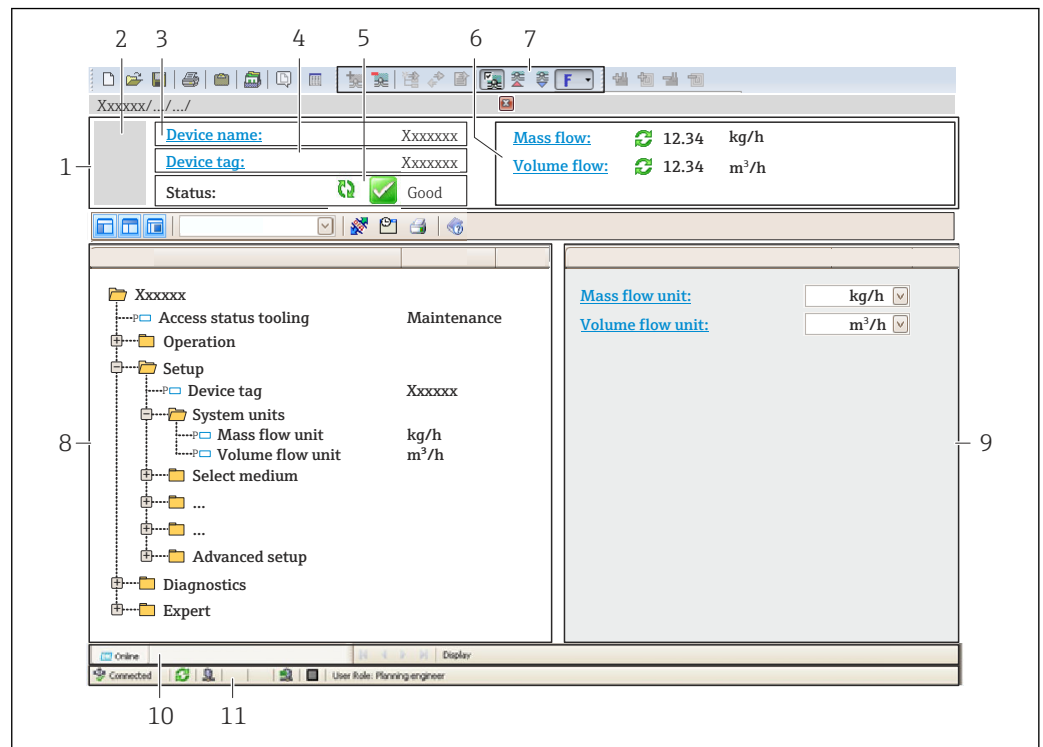 2 3 4 5 6 7
F
Xxxxxx/.../.../
1
Device name: Xxxxxxx
Device tag: Xxxxxxx
Status: Good
Mass flow: 12.34 kg/h
Volume flow: 12.34 m³/h
Xxxxxx
P Access status tooling Maintenance
Operation
Setup
P Device tag Xxxxxx
System units
P Mass flow unit kg/h
P Volume flow unit m³/h
Select medium
...
...
Advanced setup
Diagnostics
Expert
Mass flow unit: kg/h
Volume flow unit: m³/h
8
9
Online Display
Connected User Role: Planning engineer
10 11